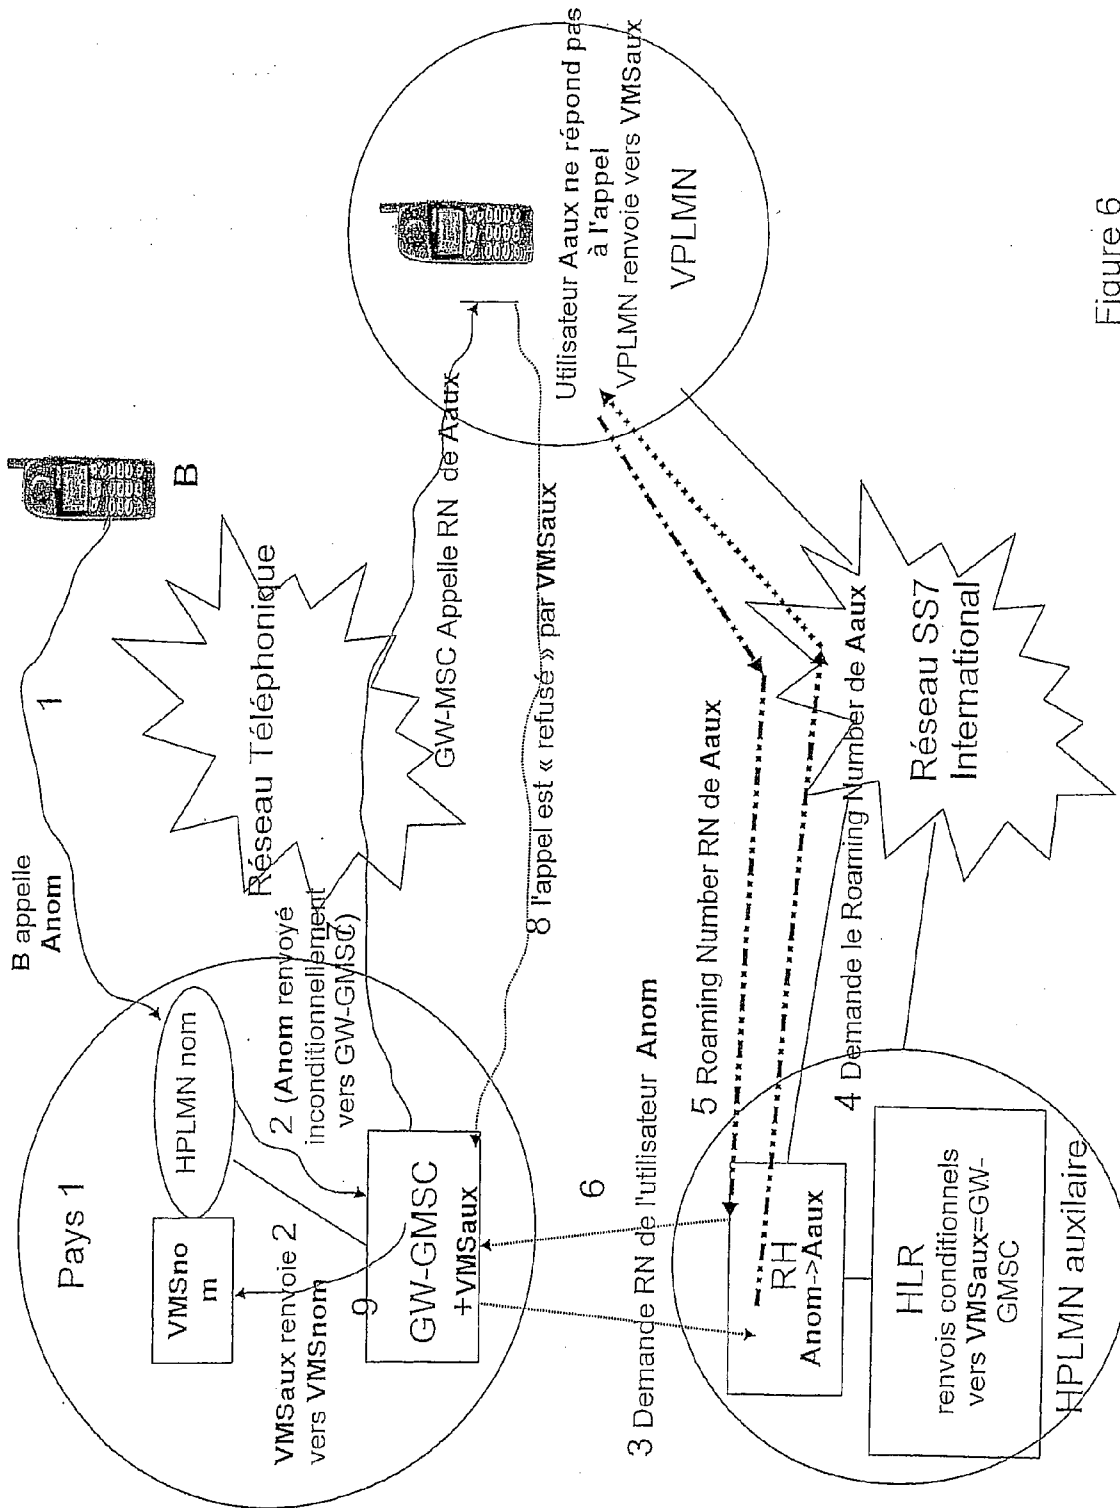 B appelle
Anom
1
B
Pays 1
HPLMN nom
VMSno
m
Réseau Téléphonique
2 (Anom renvoyé
inconditionnellement
vers GW-GMSC)
7
VMSaux renvoie 2
vers VMSnom
9
GW-GMSC
+VMSaux
GW-MSC Appelle RN de Aaux
8 l'appel est « refusé » par VMSaux
Utilisateur Aaux ne répond pas
à l'appel
VPLMN renvoie vers VMSaux
VPLMN
6
3 Demande RN de l'utilisateur Anom
5 Roaming Number RN de Aaux
4 Demande le Roaming Number de Aaux
RH
Anom->Aaux
Réseau SS7
International
HLR
renvois conditionnels
vers VMSaux=GW-
GMSC
HPLMN auxilaire
Figure 6